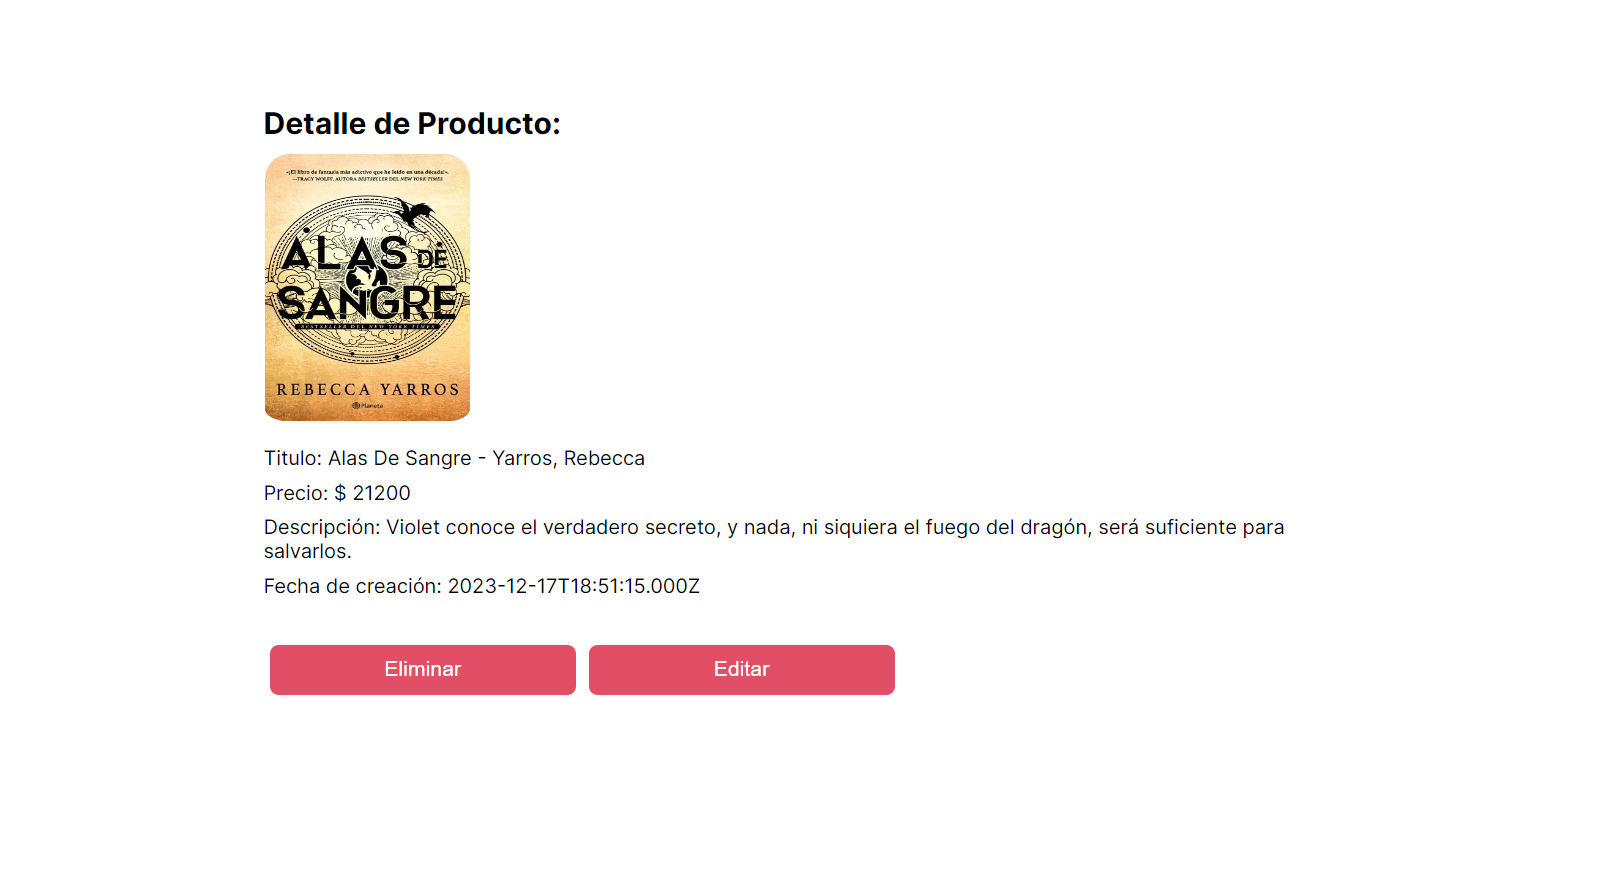 Detalle de Producto:
«¡El libro de fantasía más adictivo que he leído en una década!».
—TRACY WOLFF, AUTORA BESTSELLER DEL NEW YORK TIMES
ALAS DE
SANGRE
BESTSELLER DEL NEW YORK TIMES
REBECCA YARROS
Planeta
Titulo: Alas De Sangre - Yarros, Rebecca
Precio: $ 21200
Descripción: Violet conoce el verdadero secreto, y nada, ni siquiera el fuego del dragón, será suficiente para
salvarlos.
Fecha de creación: 2023-12-17T18:51:15.000Z
Eliminar
Editar